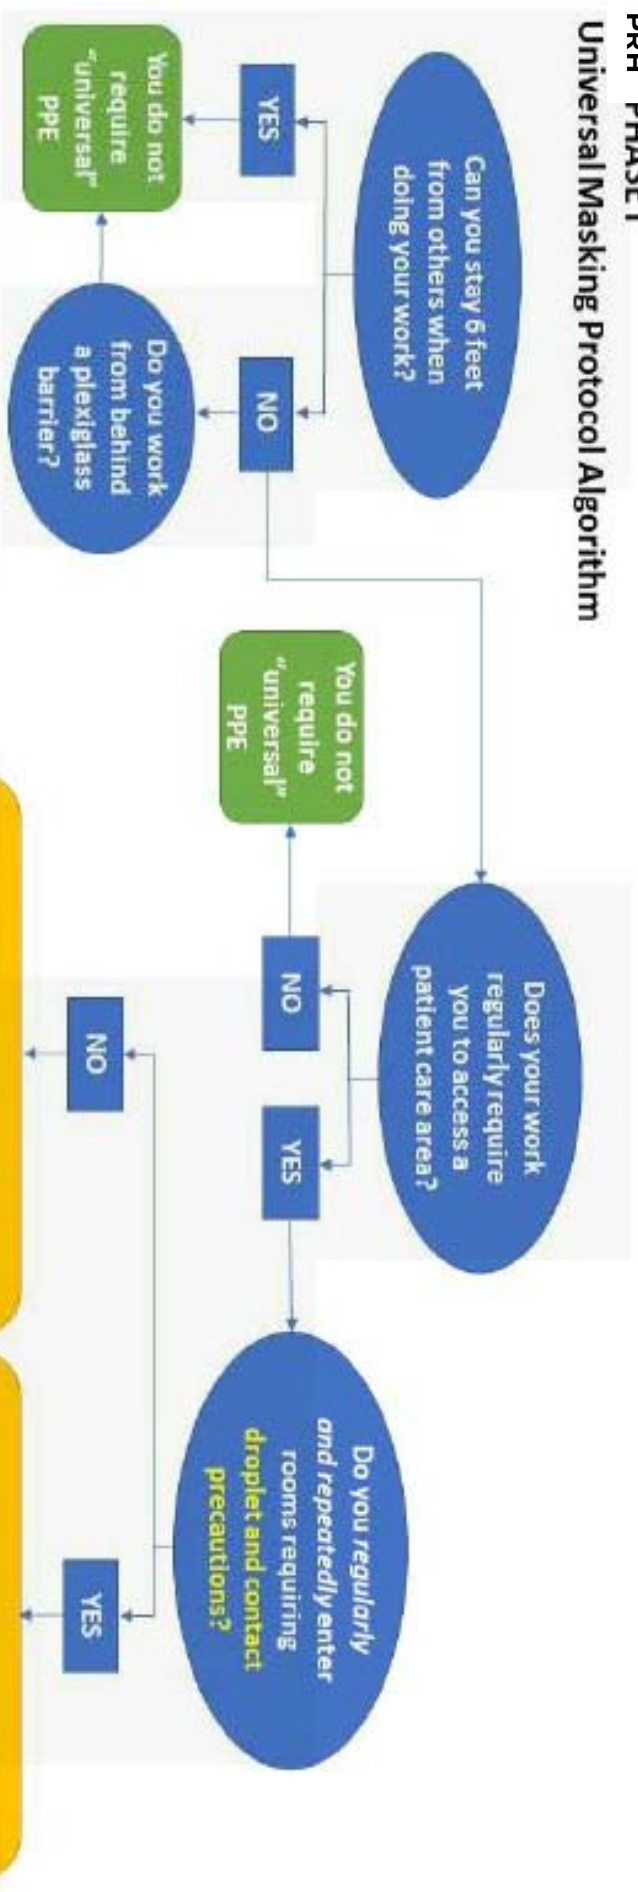 PRH PHASE 1
Universal Masking Protocol Algorithm
Can you stay 6 feet
from others when
doing your work?
YES
NO
You do not
require
"universal"
PPE
Do you work
from behind
a plexiglass
barrier?
Does your work
regularly require
you to access a
patient care area?
NO
YES
You do not
require
"universal"
PPE
Do you regularly
and repeatedly enter
rooms requiring
droplet and contact
precautions?
NO
YES